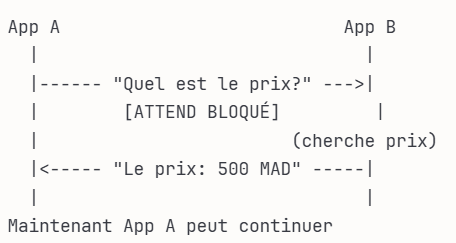 App A                           App B
  |                               |
  |------ "Quel est le prix?" --->|
  |        [ATTEND BLOQUÉ]         |
  |                        (cherche prix)
  |<----- "Le prix: 500 MAD" -----|
  |                               |
Maintenant App A peut continuer